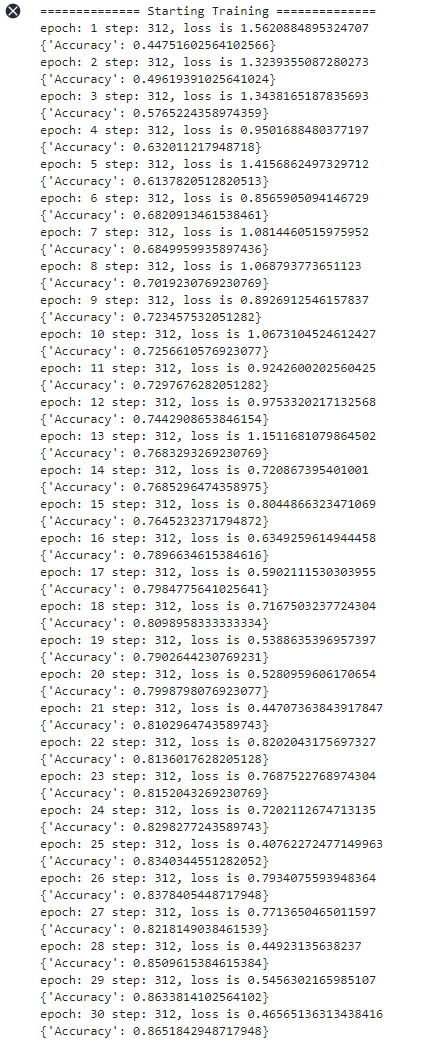 ============== Starting Training ==============
epoch: 1 step: 312, loss is 1.5620884895324707
{'Accuracy': 0.44751602564102566}
epoch: 2 step: 312, loss is 1.3239355087280273
{'Accuracy': 0.49619391025641024}
epoch: 3 step: 312, loss is 1.3438165187835693
{'Accuracy': 0.5765224358974359}
epoch: 4 step: 312, loss is 0.9501688480377197
{'Accuracy': 0.632011217948718}
epoch: 5 step: 312, loss is 1.4156862497329712
{'Accuracy': 0.6137820512820513}
epoch: 6 step: 312, loss is 0.8565905094146729
{'Accuracy': 0.6820913461538461}
epoch: 7 step: 312, loss is 1.0814460515975952
{'Accuracy': 0.6849959935897436}
epoch: 8 step: 312, loss is 1.068793773651123
{'Accuracy': 0.7019230769230769}
epoch: 9 step: 312, loss is 0.8926912546157837
{'Accuracy': 0.723457532051282}
epoch: 10 step: 312, loss is 1.0673104524612427
{'Accuracy': 0.7256610576923077}
epoch: 11 step: 312, loss is 0.9242600202560425
{'Accuracy': 0.7297676282051282}
epoch: 12 step: 312, loss is 0.9753320217132568
{'Accuracy': 0.7442908653846154}
epoch: 13 step: 312, loss is 1.1511681079864502
{'Accuracy': 0.7683293269230769}
epoch: 14 step: 312, loss is 0.720867395401001
{'Accuracy': 0.7685296474358975}
epoch: 15 step: 312, loss is 0.8044866323471069
{'Accuracy': 0.7645232371794872}
epoch: 16 step: 312, loss is 0.6349259614944458
{'Accuracy': 0.7896634615384616}
epoch: 17 step: 312, loss is 0.5902111530303955
{'Accuracy': 0.7984775641025641}
epoch: 18 step: 312, loss is 0.7167503237724304
{'Accuracy': 0.8098958333333334}
epoch: 19 step: 312, loss is 0.5388635396957397
{'Accuracy': 0.7902644230769231}
epoch: 20 step: 312, loss is 0.5280959606170654
{'Accuracy': 0.7998798076923077}
epoch: 21 step: 312, loss is 0.44707363843917847
{'Accuracy': 0.8102964743589743}
epoch: 22 step: 312, loss is 0.8202043175697327
{'Accuracy': 0.8136017628205128}
epoch: 23 step: 312, loss is 0.7687522768974304
{'Accuracy': 0.8152043269230769}
epoch: 24 step: 312, loss is 0.7202112674713135
{'Accuracy': 0.8298277243589743}
epoch: 25 step: 312, loss is 0.40762272477149963
{'Accuracy': 0.8340344551282052}
epoch: 26 step: 312, loss is 0.7934075593948364
{'Accuracy': 0.8378405448717948}
epoch: 27 step: 312, loss is 0.7713650465011597
{'Accuracy': 0.8218149038461539}
epoch: 28 step: 312, loss is 0.44923135638237
{'Accuracy': 0.8509615384615384}
epoch: 29 step: 312, loss is 0.5456302165985107
{'Accuracy': 0.8633814102564102}
epoch: 30 step: 312, loss is 0.46565136313438416
{'Accuracy': 0.8651842948717948}